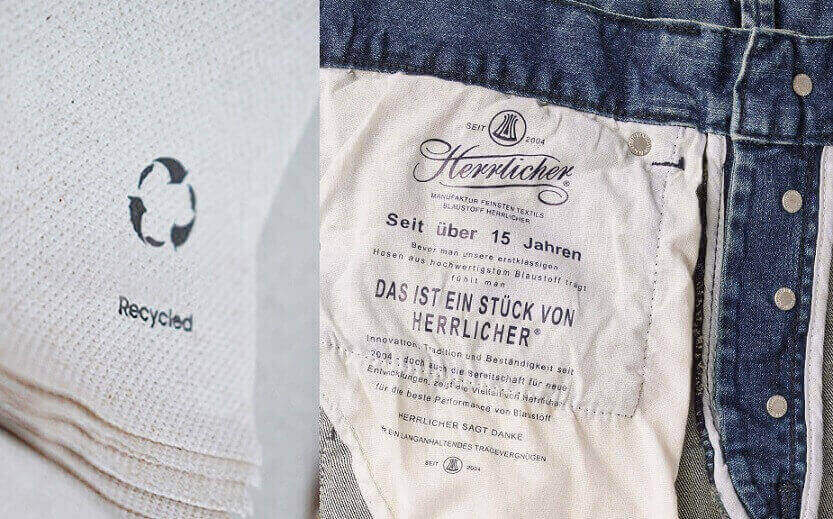 Recycled
SEIT 2004
Herrlicher®
MANUFAKTUR FEINSTEN TEXTILS
BLAUSTOFF HERRLICHER
Seit über 15 Jahren
Bevor man unsere erstklassigen
Hosen aus hochwertigstem Blaustoff trägt
fühlt man
DAS IST EIN STÜCK VON
HERRLICHER®
Innovation, Tradition und Beständigkeit seit
2004 - doch auch die Bereitschaft für neue
Entwicklungen, zeigt die Vielfalt von Herrlicher
für die beste Performance von Blaustoff
HERRLICHER SAGT DANKE
EIN LANGANHALTENDES TRAGEVERGNÜGEN
SEIT 2004